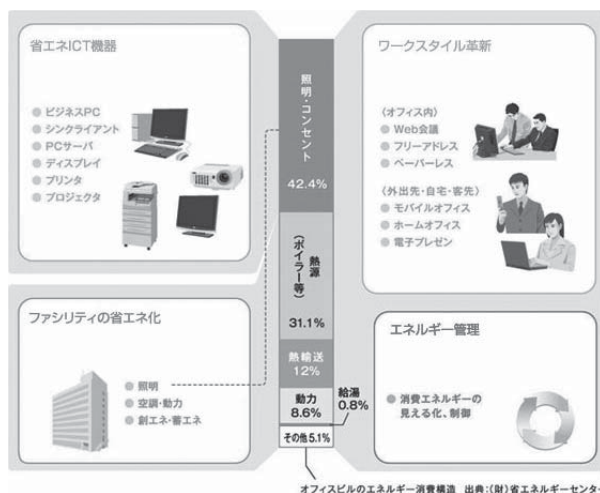 省エネICT機器
ビジネスPC
シンクライアント
PCサーバ
ディスプレイ
プリンタ
プロジェクタ
照明・コンセント
42.4%
熱源
(ボイラー等)
31.1%
熱輸送
12%
動力
8.6%
給湯
0.8%
その他5.1%
ワークスタイル革新
〈オフィス内〉
Web会議
フリーアドレス
ペーパーレス
〈外出先・自宅・客先〉
モバイルオフィス
ホームオフィス
電子プレゼン
ファシリティの省エネ化
照明
空調・動力
創エネ・蓄エネ
エネルギー管理
消費エネルギーの
見える化、制御
オフィスビルのエネルギー消費構造 出典:(財)省エネルギーセンター